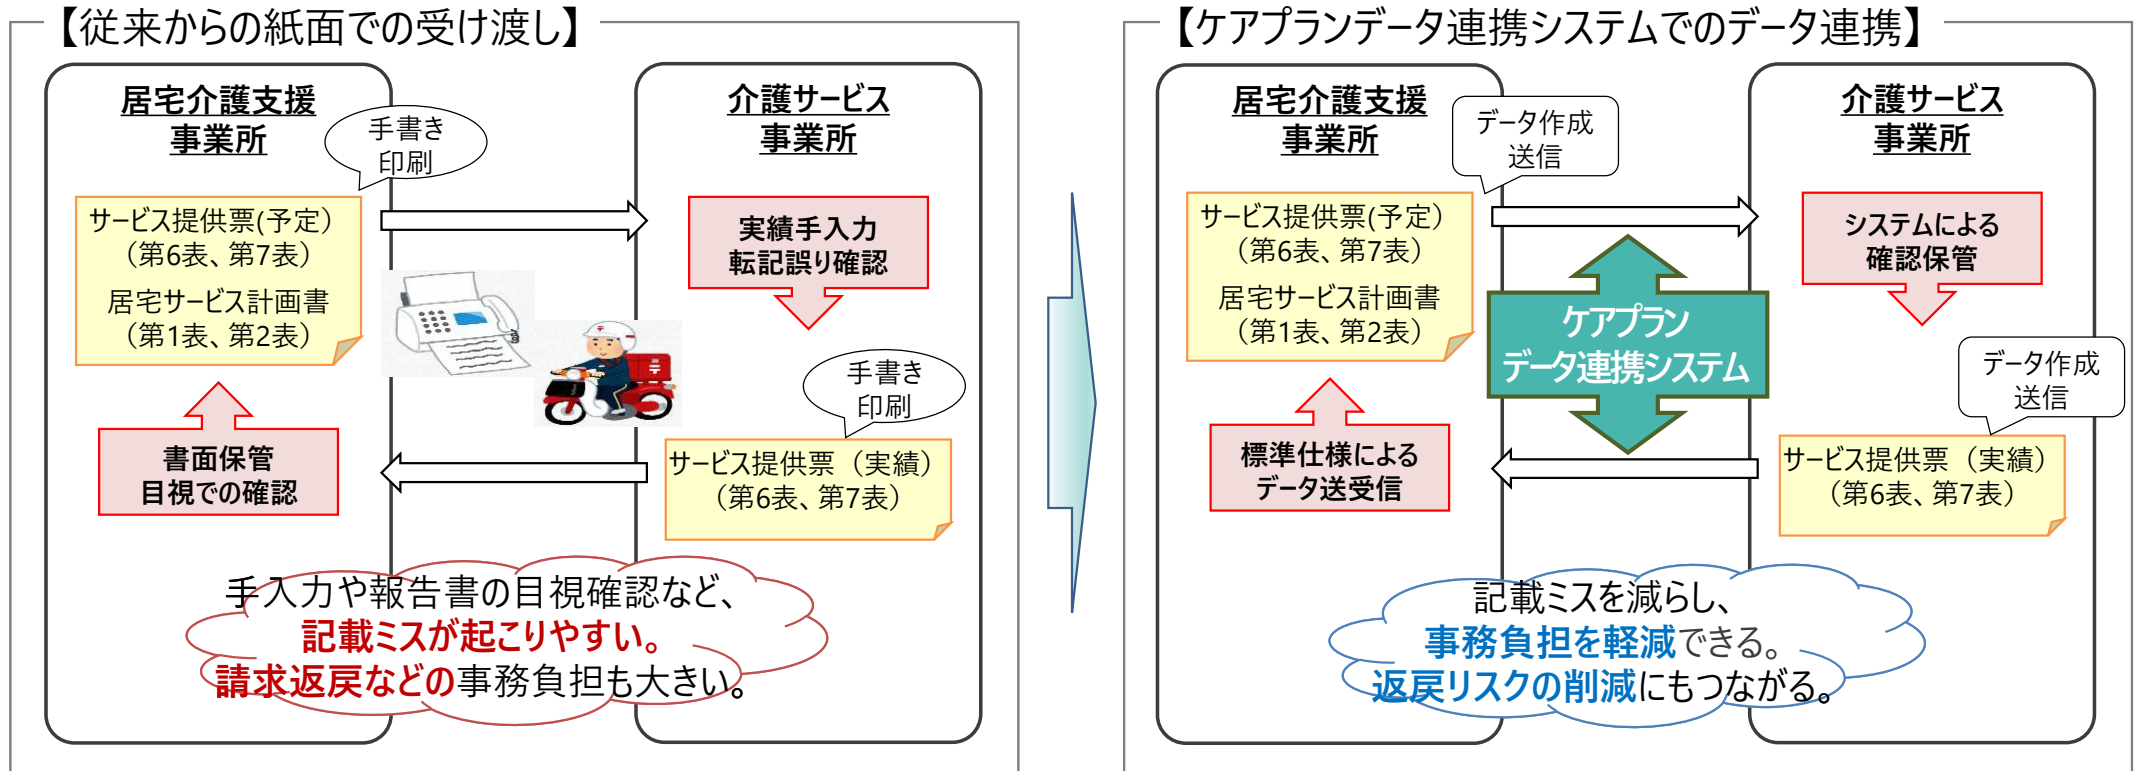 【従来からの紙面での受け渡し】
居宅介護支援
事業所
手書き
印刷
サービス提供票(予定)
（第6表、第7表）
居宅サービス計画書
（第1表、第2表）
書面保管
目視での確認
介護サービス
事業所
実績手入力
転記誤り確認
手書き
印刷
サービス提供票（実績）
（第6表、第7表）
手入力や報告書の目視確認など、
記載ミスが起こりやすい。
請求返戻などの事務負担も大きい。
【ケアプランデータ連携システムでのデータ連携】
居宅介護支援
事業所
データ作成
送信
サービス提供票(予定)
（第6表、第7表）
居宅サービス計画書
（第1表、第2表）
標準仕様による
データ送受信
ケアプラン
データ連携システム
介護サービス
事業所
システムによる
確認保管
データ作成
送信
サービス提供票（実績）
（第6表、第7表）
記載ミスを減らし、
事務負担を軽減できる。
返戻リスクの削減にもつながる。